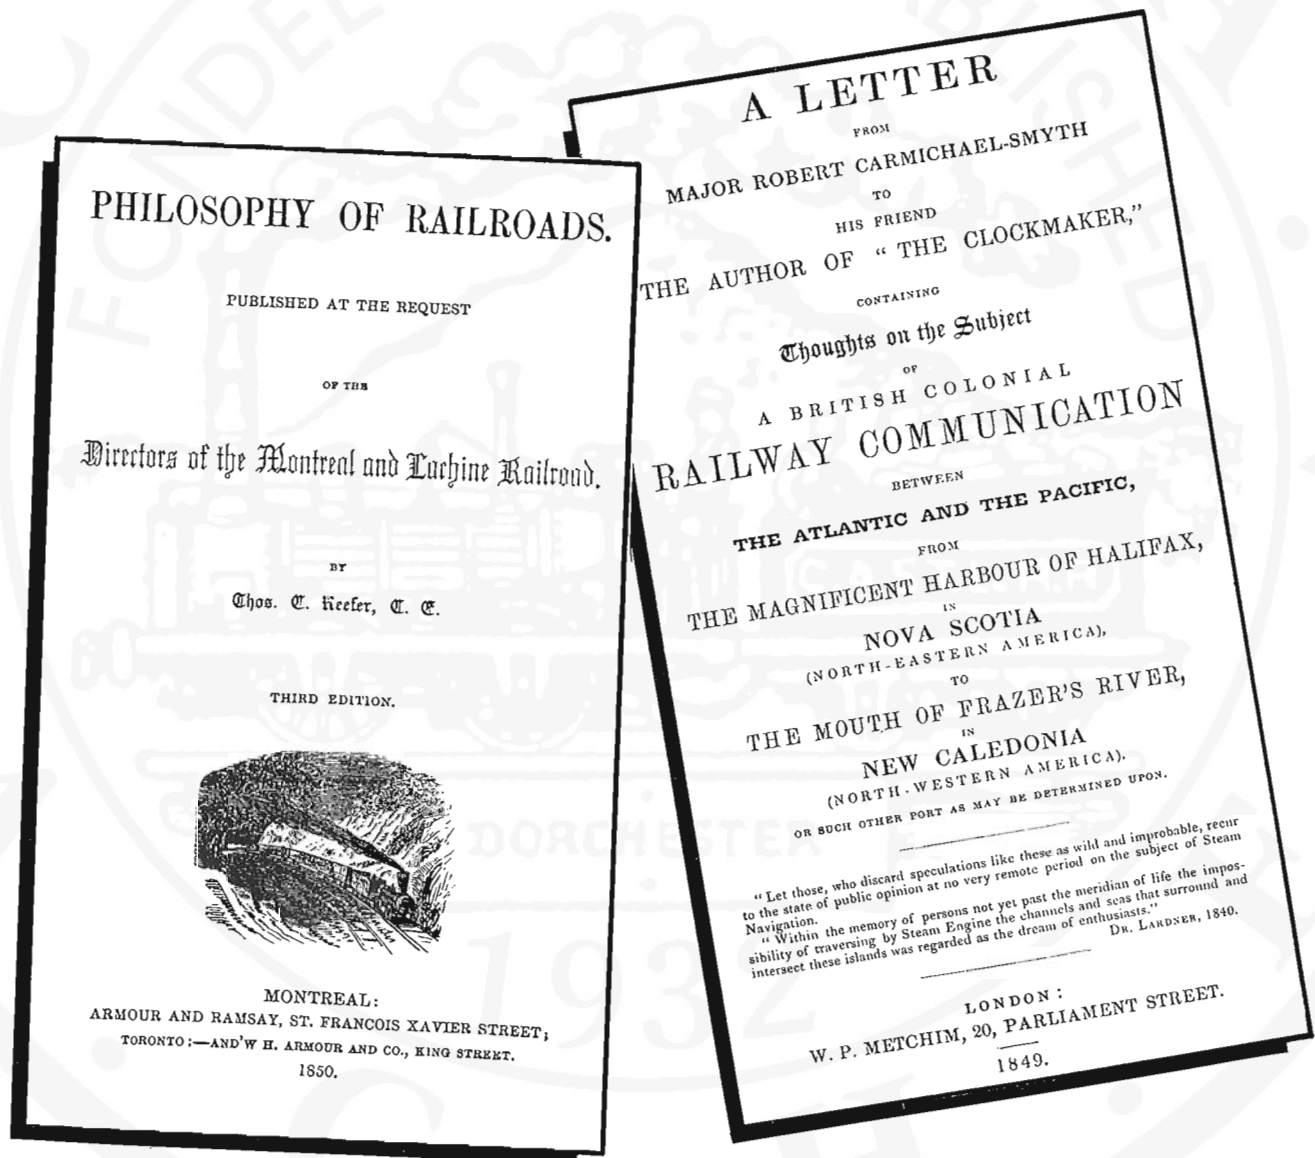 PHILOSOPHY OF RAILROADS.
PUBLISHED AT THE REQUEST
OF THE
Directors of the Montreal and Lachine Railroad.
BY
Thos. C. Keefer, C. E.
THIRD EDITION.
MONTREAL:
ARMOUR AND RAMSAY, ST. FRANCOIS XAVIER STREET;
TORONTO:—AND'W H. ARMOUR AND CO., KING STREET.
1850.
A LETTER
FROM
MAJOR ROBERT CARMICHAEL-SMYTH
TO
HIS FRIEND
THE AUTHOR OF "THE CLOCKMAKER,"
CONTAINING
Thoughts on the Subject
OF
A BRITISH COLONIAL
RAILWAY COMMUNICATION
BETWEEN
THE ATLANTIC AND THE PACIFIC,
FROM
THE MAGNIFICENT HARBOUR OF HALIFAX,
IN
NOVA SCOTIA
(NORTH-EASTERN AMERICA),
TO
THE MOUTH OF FRAZER'S RIVER,
IN
NEW CALEDONIA
(NORTH-WESTERN AMERICA),
OR SUCH OTHER PORT AS MAY BE DETERMINED UPON.
"Let those, who discard speculations like these as wild and improbable, recur
to the state of public opinion at no very remote period on the subject of Steam
Navigation.
"Within the memory of persons not yet past the meridian of life the impos-
sibility of traversing by Steam Engine the channels and seas that surround and
intersect these islands was regarded as the dream of enthusiasts."
DR. LARDNER, 1840.
LONDON:
W. P. METCHIM, 20, PARLIAMENT STREET.
1849.
DORCHESTER
1932